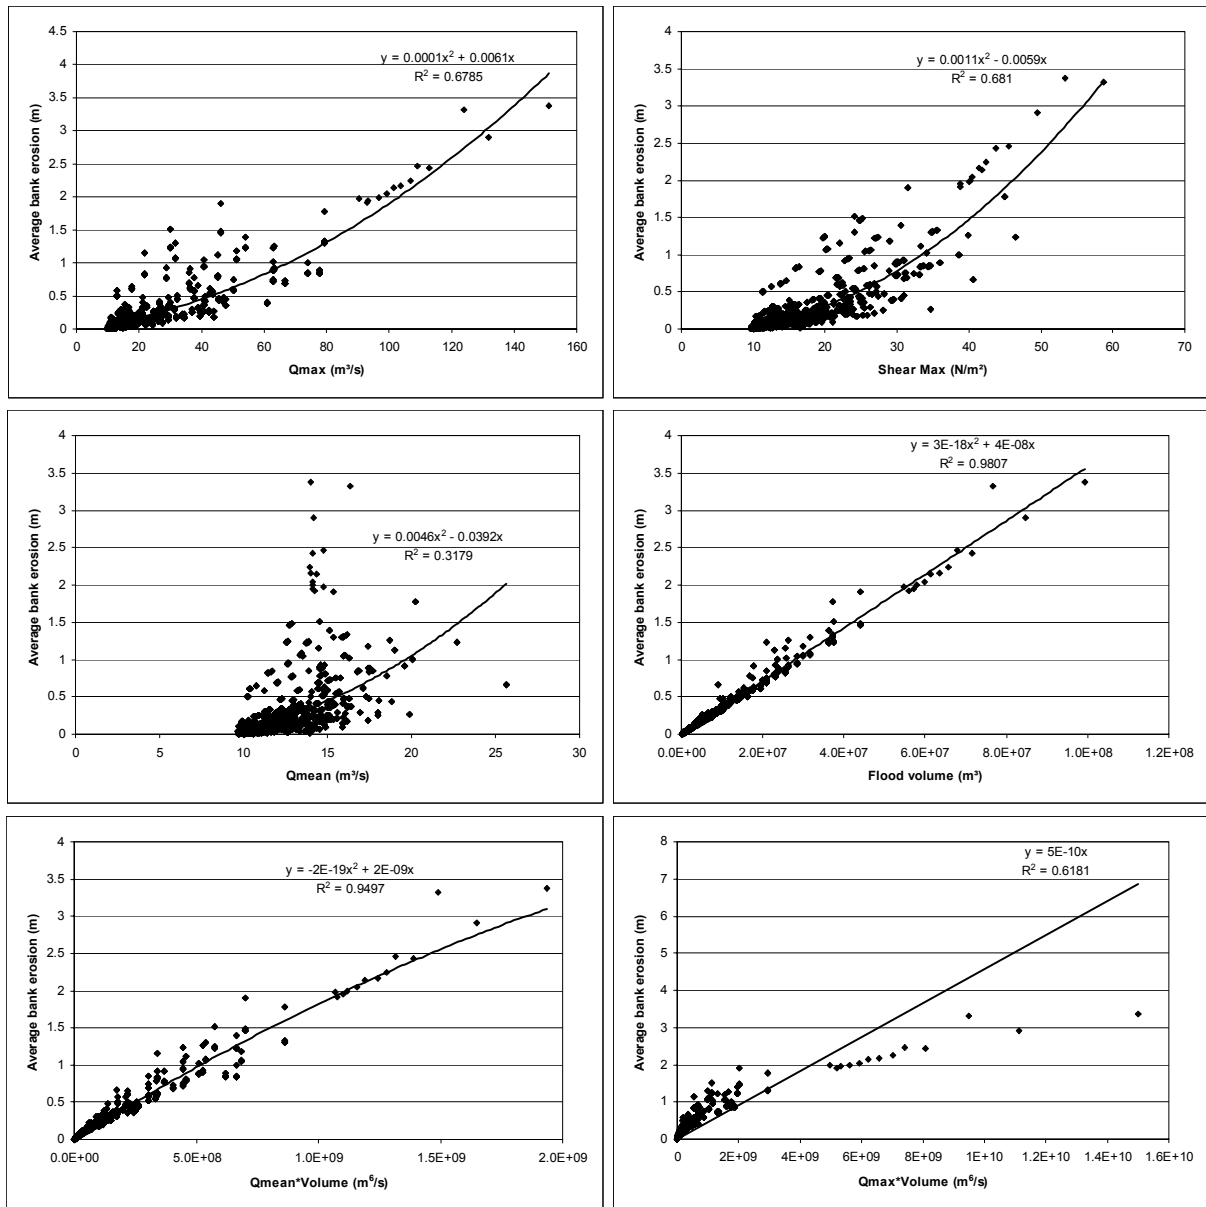 4.5
4
3.5
3
2.5
2
1.5
1
0.5
0
0 20 40 60 80 100 120 140 160
Average bank erosion (m)
Qmax (m³/s)
y = 0.0001x² + 0.0061x
R² = 0.6785
4
3.5
3
2.5
2
1.5
1
0.5
0
0 10 20 30 40 50 60 70
Average bank erosion (m)
Shear Max (N/m²)
y = 0.0011x² - 0.0059x
R² = 0.681
4
3.5
3
2.5
2
1.5
1
0.5
0
0 5 10 15 20 25 30
Average bank erosion (m)
Qmean (m³/s)
y = 0.0046x² - 0.0392x
R² = 0.3179
4
3.5
3
2.5
2
1.5
1
0.5
0
0.0E+00 2.0E+07 4.0E+07 6.0E+07 8.0E+07 1.0E+08 1.2E+08
Average bank erosion (m)
Flood volume (m³)
y = 3E-18x² + 4E-08x
R² = 0.9807
4
3.5
3
2.5
2
1.5
1
0.5
0
0.0E+00 5.0E+08 1.0E+09 1.5E+09 2.0E+09
Average bank erosion (m)
Qmean*Volume (m⁶/s)
y = -2E-19x² + 2E-09x
R² = 0.9497
8
7
6
5
4
3
2
1
0
0 2E+09 4E+09 6E+09 8E+09 1E+10 1.2E+10 1.4E+10 1.6E+10
Average bank erosion (m)
Qmax*Volume (m⁶/s)
y = 5E-10x
R² = 0.6181